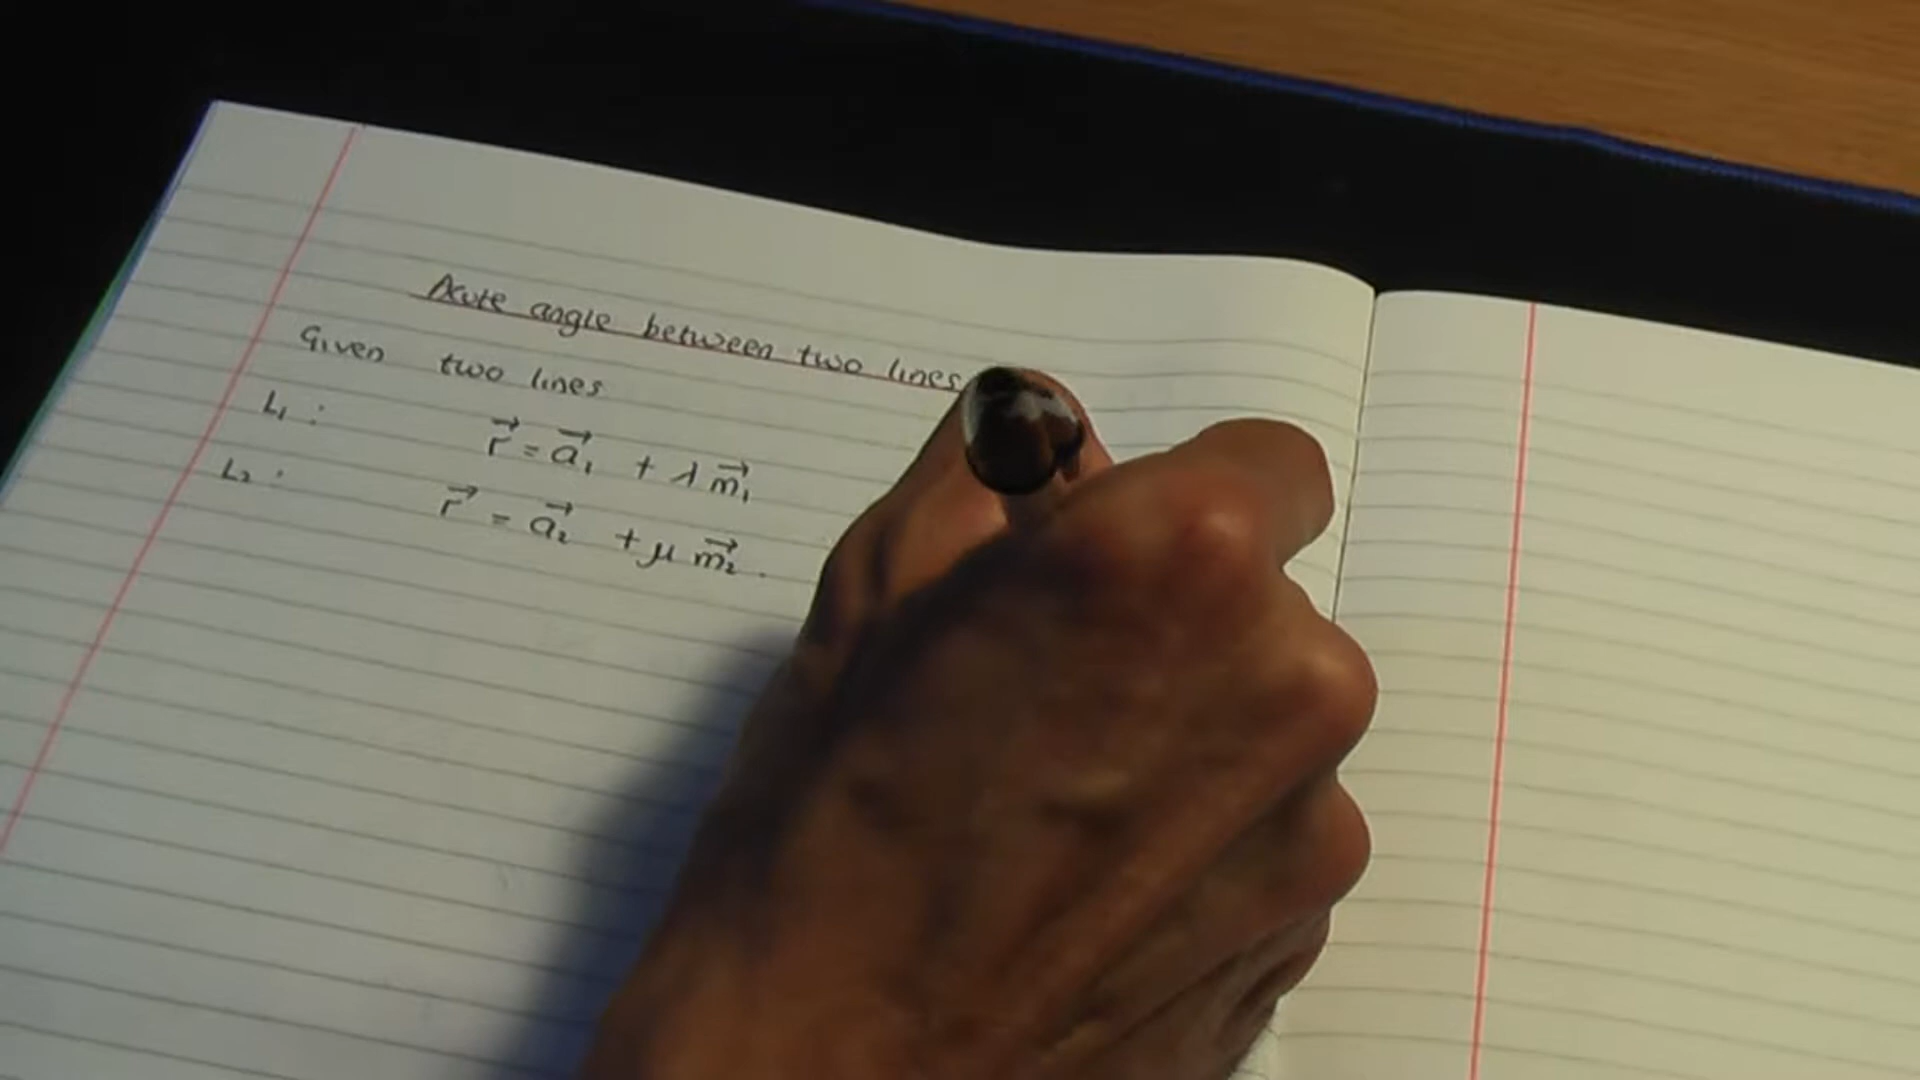 Acute angle between two lines
Given two lines
L₁ : r⃗ = a⃗₁ + λ m⃗₁
L₂ : r⃗ = a⃗₂ + μ m⃗₂.